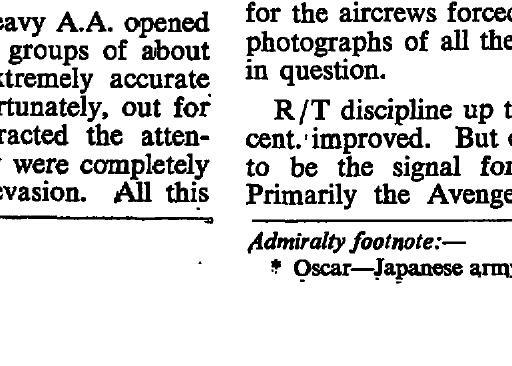 eavy A.A. opened
groups of about
xtremely accurate
rtunately, out for
racted the atten-
were completely
evasion. All this
for the aircrews forced
photographs of all the
in question.
R/T discipline up t
cent. improved. But
to be the signal for
Primarily the Avenge
Admiralty footnote:—
* Oscar—Japanese army